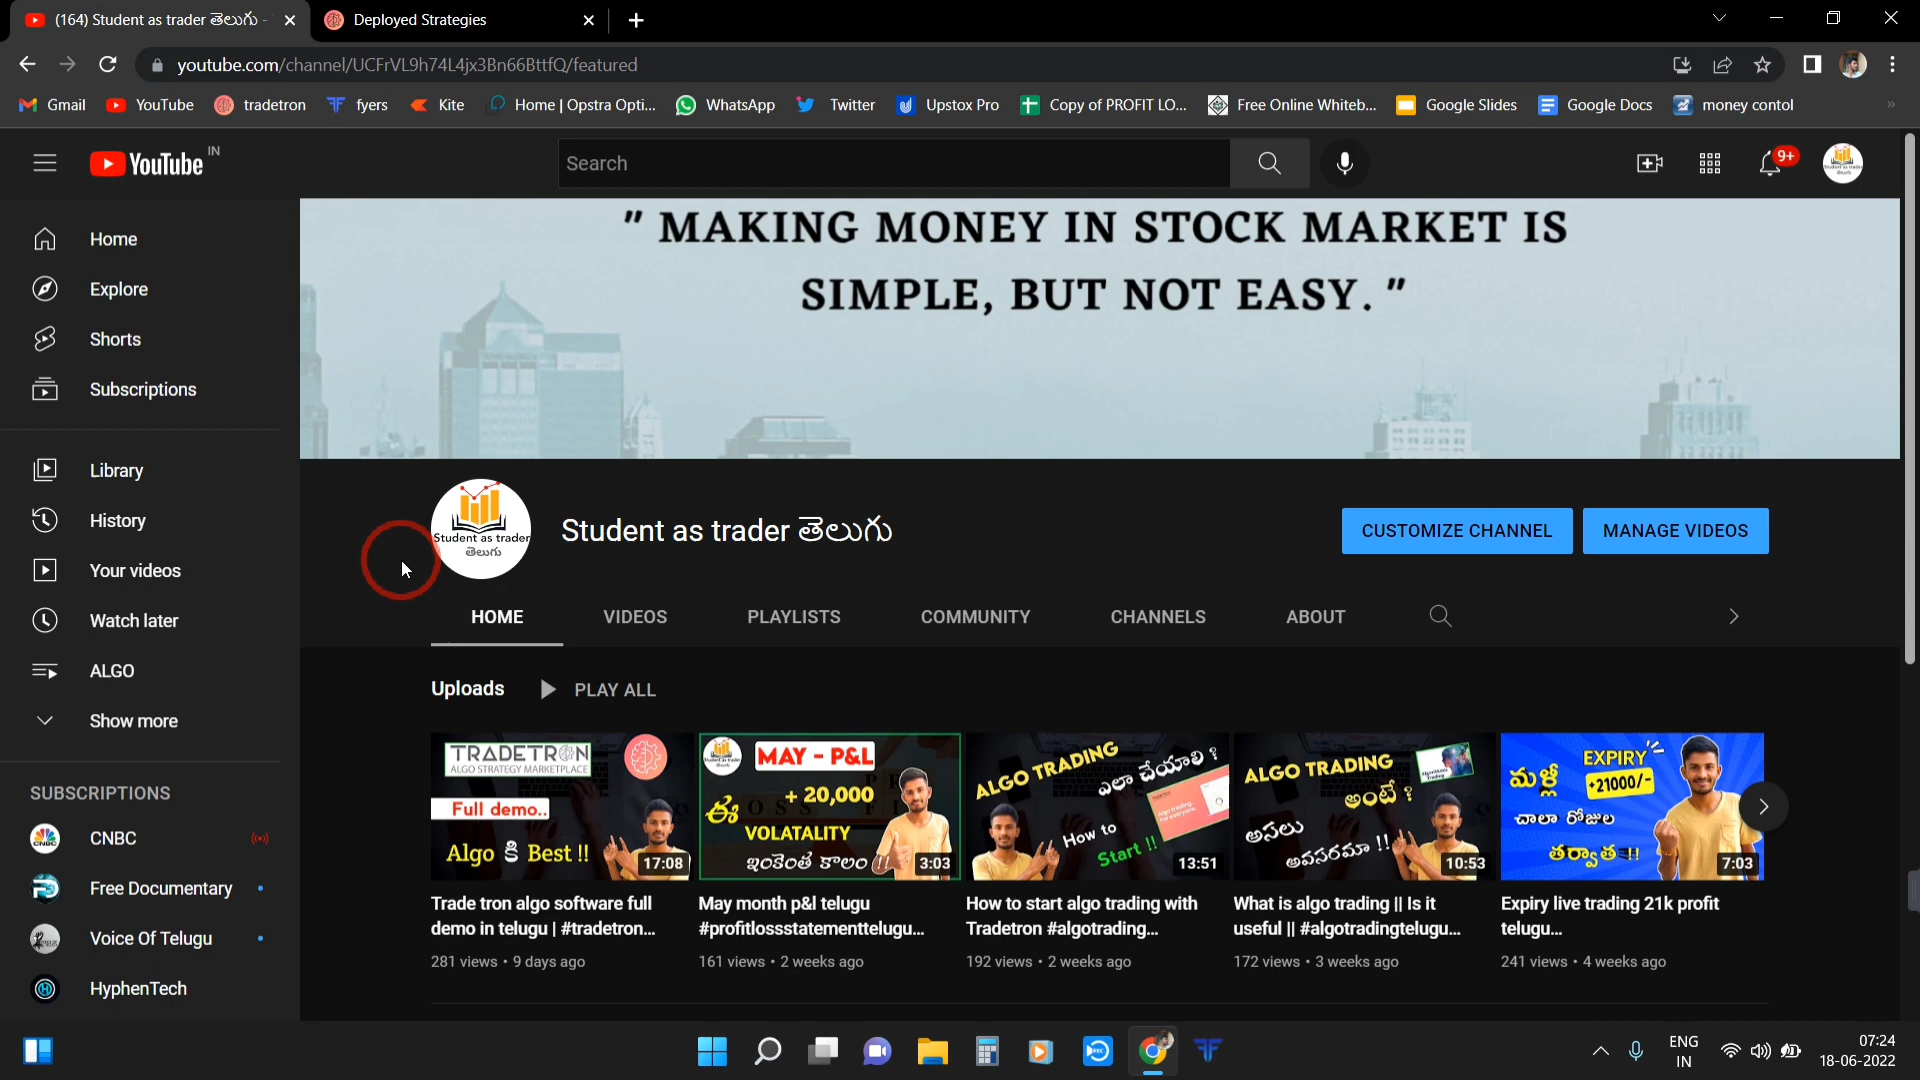 (164) Student as trader తెలుగు -
Deployed Strategies
youtube.com/channel/UCFrVL9h74L4jx3Bn66BttfQ/featured
Gmail
YouTube
tradetron
fyers
Kite
Home | Opstra Opti...
WhatsApp
Twitter
Upstox Pro
Copy of PROFIT LO...
Free Online Whiteb...
Google Slides
Google Docs
money contol
YouTube IN
Search
9+
Home
Explore
Shorts
Subscriptions
Library
History
Your videos
Watch later
ALGO
Show more
SUBSCRIPTIONS
CNBC
Free Documentary
Voice Of Telugu
HyphenTech
" MAKING MONEY IN STOCK MARKET IS
SIMPLE, BUT NOT EASY. "
Student as trader
తెలుగు
Student as trader తెలుగు
CUSTOMIZE CHANNEL
MANAGE VIDEOS
HOME
VIDEOS
PLAYLISTS
COMMUNITY
CHANNELS
ABOUT
Uploads
PLAY ALL
TRADETRON
ALGO STRATEGY MARKETPLACE
Full demo..
Algo కి Best !!
17:08
Trade tron algo software full
demo in telugu | #tradetron...
281 views • 9 days ago
MAY - P&L
+ 20,000
ఈ
VOLATALITY
ఇంకెంత కాలం !!
3:03
May month p&l telugu
#profitlossstatementtelugu...
161 views • 2 weeks ago
ALGO TRADING
ఎలా చేయాలి ?
How to
Start !!
13:51
How to start algo trading with
Tradetron #algotrading...
192 views • 2 weeks ago
ALGO TRADING
అంటే ?
అసలు
అవసరమా !!
10:53
What is algo trading || Is it
useful || #algotradingtelugu...
172 views • 3 weeks ago
EXPIRY
మళ్లీ
+21000/-
చాలా రోజుల
తర్వాత !!
7:03
Expiry live trading 21k profit
telugu...
241 views • 4 weeks ago
ENG
IN
07:24
18-06-2022